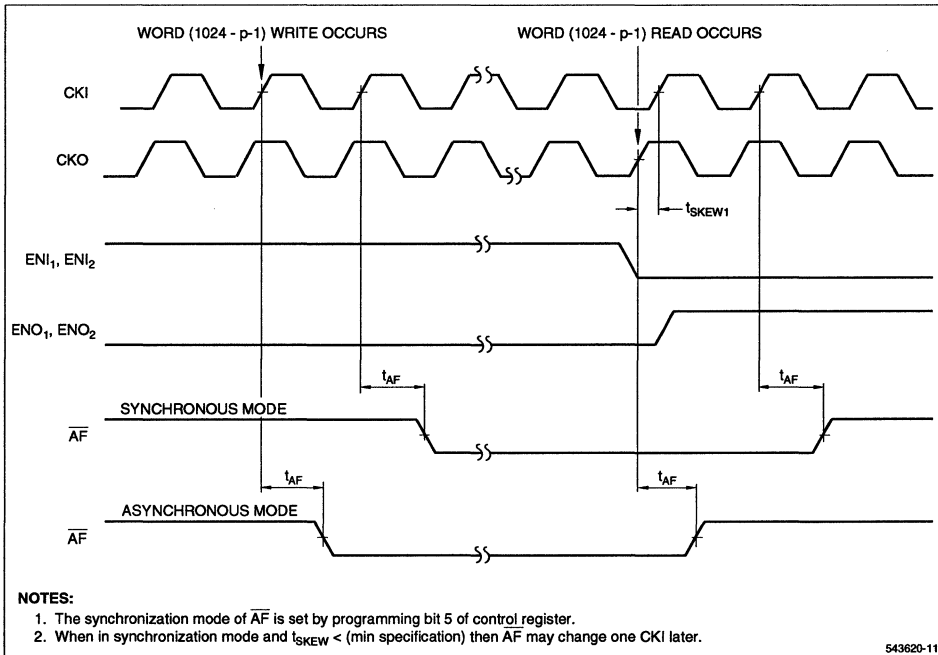 WORD (1024 - p-1) WRITE OCCURS
WORD (1024 - p-1) READ OCCURS
CKI
CKO
tSKEW1
ENI1, ENI2
ENO1, ENO2
tAF
tAF
SYNCHRONOUS MODE
AF
tAF
tAF
ASYNCHRONOUS MODE
AF
NOTES:
1. The synchronization mode of AF is set by programming bit 5 of control register.
2. When in synchronization mode and tSKEW < (min specification) then AF may change one CKI later.
543620-11